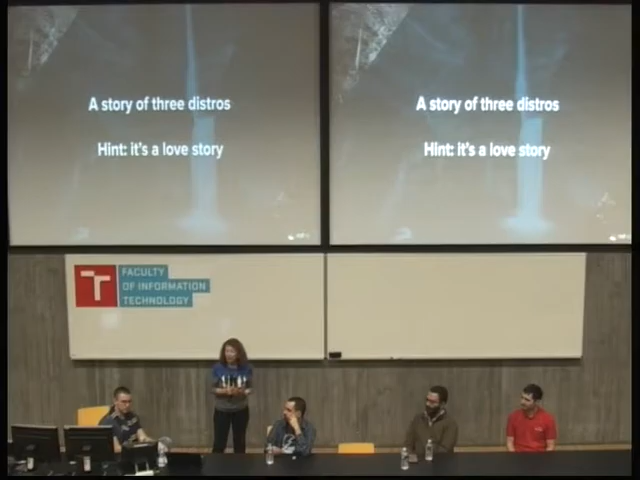 A story of three distros
Hint: it's a love story
A story of three distros
Hint: it's a love story
FACULTY
OF INFORMATION
TECHNOLOGY